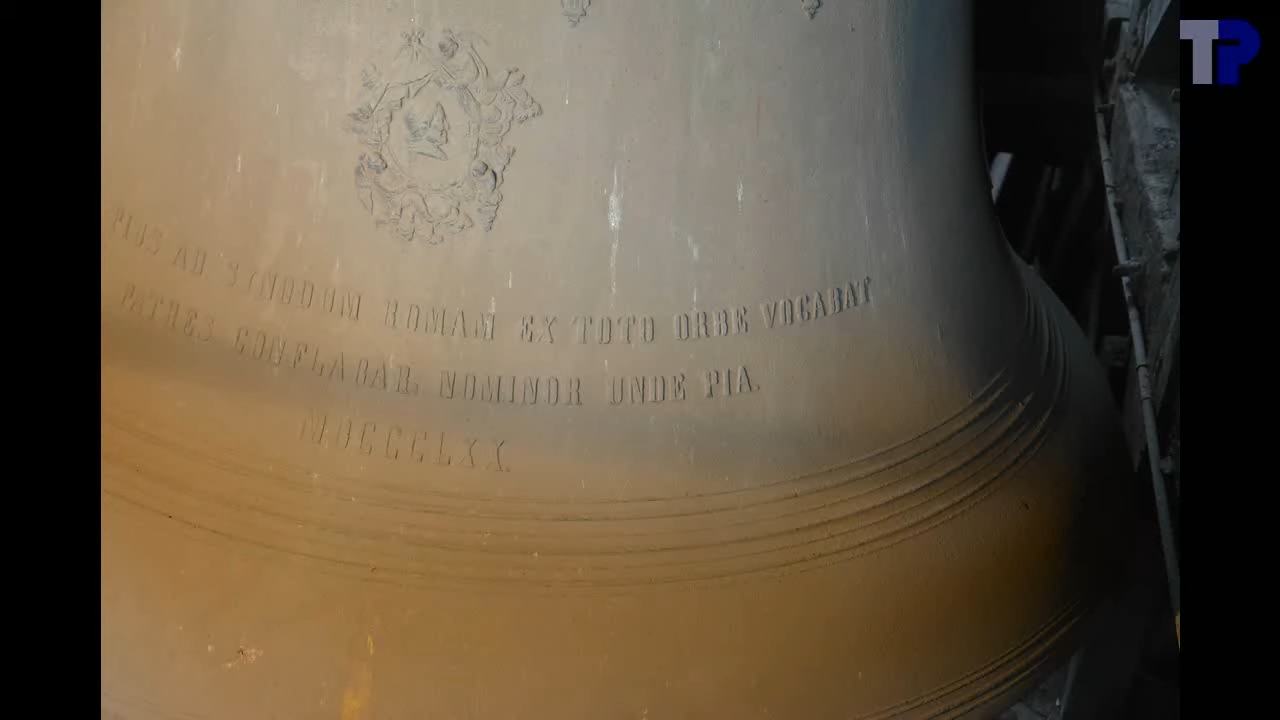 PIUS AD SYNODUM ROMAM EX TOTO ORBE VOCABAT
PATRES CONFLABAR. NOMINOR UNDE PIA.
MDCCCLXX.
TP